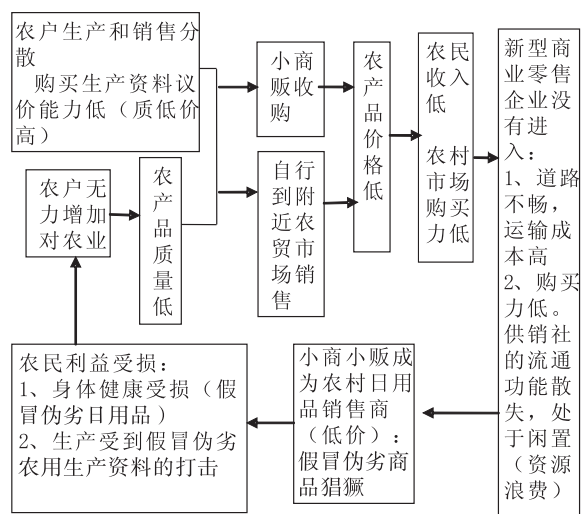 农户生产和销售分
散
购买生产资料议
价能力低（质低价
高）
小商
贩收
购
农
产
品
价
格
低
农民
收入
低
农村
市场
购买
力低
新型商
业零售
企业没
有进
入：
1、道路
不畅，
运输成
本高
2、购买
力低。
供销社
的流通
功能散
失，处
于闲置
（资源
浪费）
农户无
力增加
对农业
农
产
品
质
量
低
自行
到附
近农
贸市
场销
售
农民利益受损：
1、身体健康受损（假
冒伪劣日用品）
2、生产受到假冒伪劣
农用生产资料的打击
小商小贩成
为农村日用
品销售商
（低价）：
假冒伪劣商
品猖獗